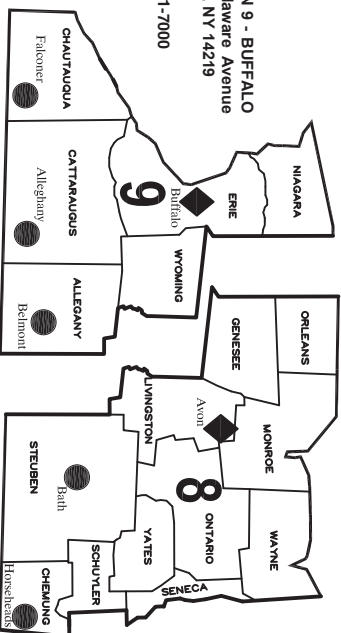 N 9 - BUFFALO
laware Avenue
, NY 14219
1-7000
NIAGARA
ERIE
Buffalo
9
WYOMING
CHAUTAUQUA
Falconer
CATTARAUGUS
Alleghany
ALLEGANY
Belmont
ORLEANS
GENESEE
MONROE
WAYNE
Avon
LIVINGSTON
8
ONTARIO
YATES
SENECA
SCHUYLER
STEUBEN
Bath
CHEMUNG
Horseheads